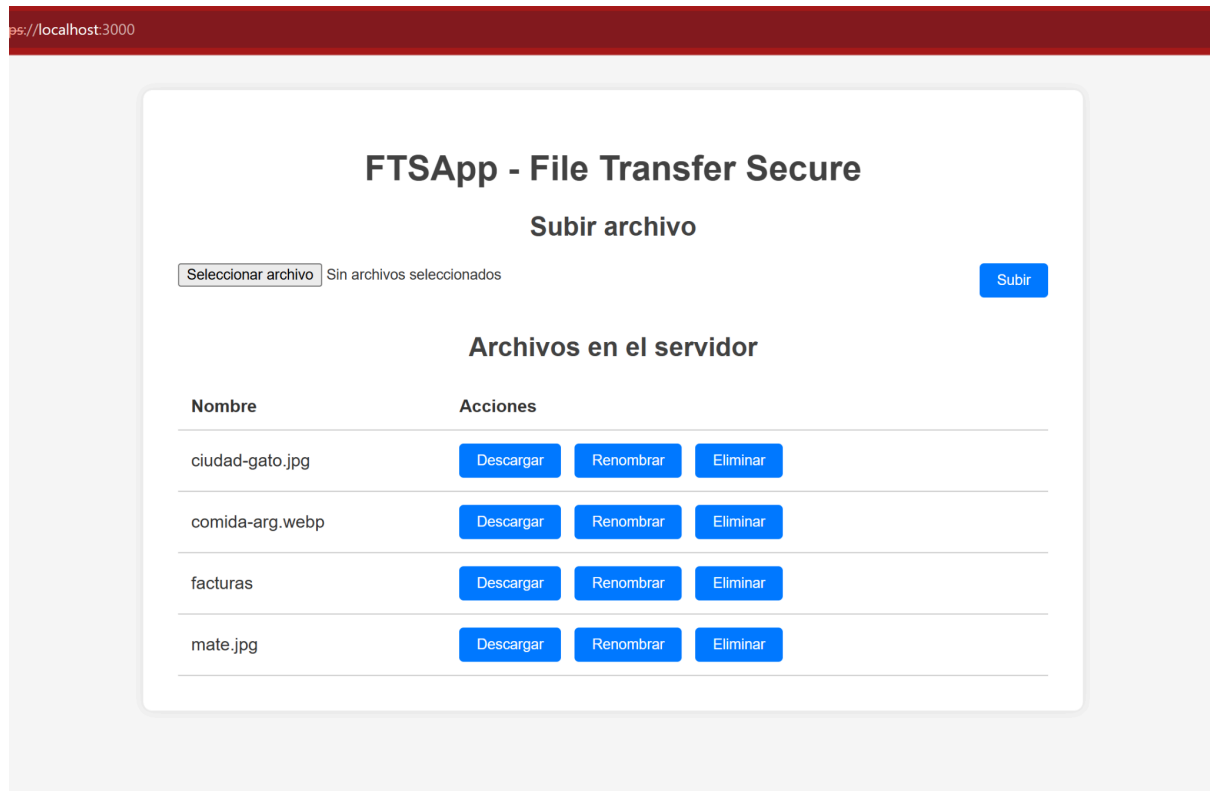 ps://localhost:3000
FTSApp - File Transfer Secure
Subir archivo
Seleccionar archivo Sin archivos seleccionados Subir
Archivos en el servidor
Nombre Acciones
ciudad-gato.jpg Descargar Renombrar Eliminar
comida-arg.webp Descargar Renombrar Eliminar
facturas Descargar Renombrar Eliminar
mate.jpg Descargar Renombrar Eliminar